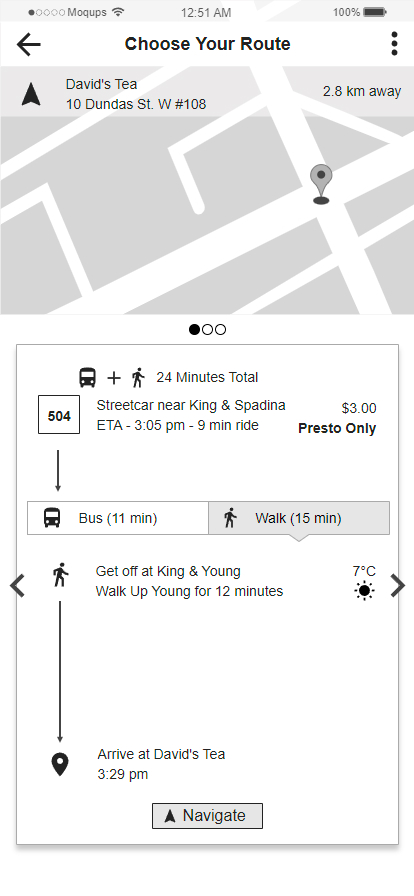 Moqups 12:51 AM 100%
Choose Your Route
David's Tea
10 Dundas St. W #108
2.8 km away
24 Minutes Total
504
Streetcar near King & Spadina
ETA - 3:05 pm - 9 min ride
$3.00
Presto Only
Bus (11 min)
Walk (15 min)
Get off at King & Young
Walk Up Young for 12 minutes
7°C
Arrive at David's Tea
3:29 pm
Navigate